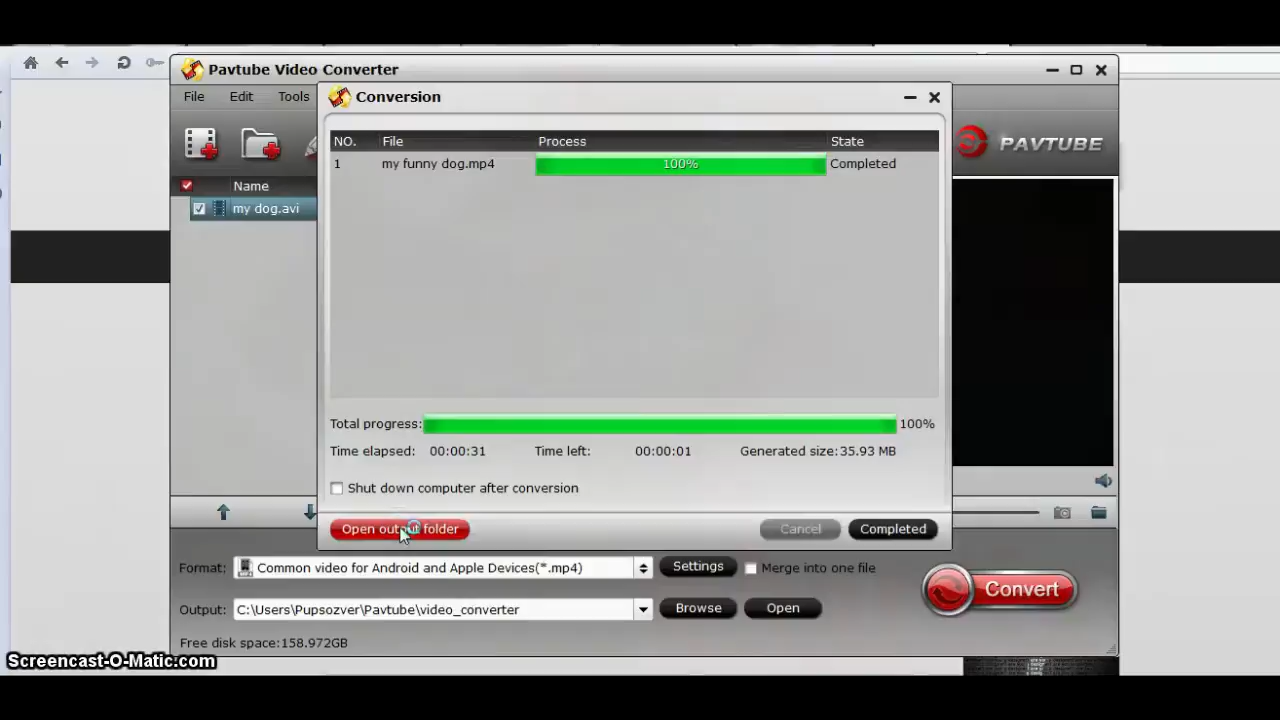 Pavtube Video Converter
File Edit Tools
Conversion
NO. File Process State
1 my funny dog.mp4 100% Completed
PAVTUBE
Name
my dog.avi
Total progress: 100%
Time elapsed: 00:00:31 Time left: 00:00:01 Generated size:35.93 MB
Shut down computer after conversion
Open output folder Cancel Completed
Format: Common video for Android and Apple Devices(*.mp4) Settings Merge into one file
Convert
Output: C:\Users\Pupsozver\Pavtube\video_converter Browse Open
Free disk space:158.972GB
Screencast-O-Matic.com